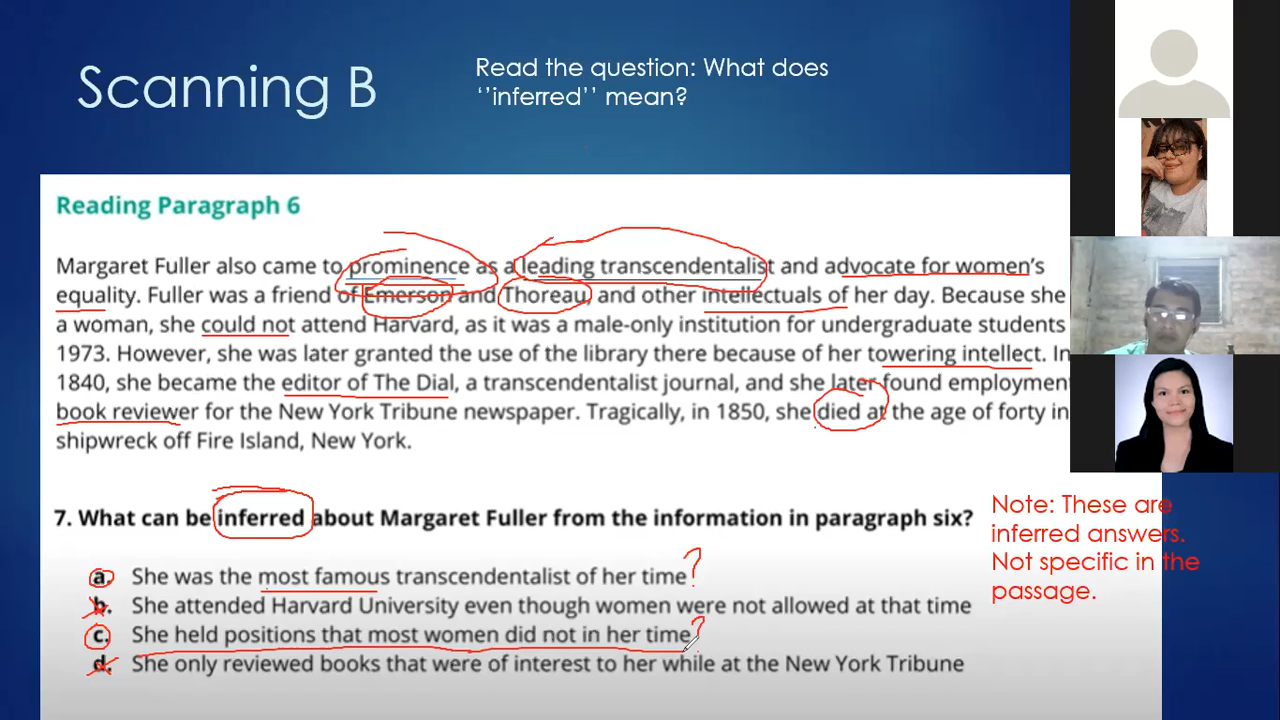 Scanning B
Read the question: What does
‘’inferred’’ mean?
Reading Paragraph 6
Margaret Fuller also came to prominence as a leading transcendentalist and advocate for women's
equality. Fuller was a friend of Emerson and Thoreau, and other intellectuals of her day. Because she
a woman, she could not attend Harvard, as it was a male-only institution for undergraduate students
1973. However, she was later granted the use of the library there because of her towering intellect. In
1840, she became the editor of The Dial, a transcendentalist journal, and she later found employment
book reviewer for the New York Tribune newspaper. Tragically, in 1850, she died at the age of forty in
shipwreck off Fire Island, New York.
7. What can be inferred about Margaret Fuller from the information in paragraph six?
a. She was the most famous transcendentalist of her time?
b. She attended Harvard University even though women were not allowed at that time
c. She held positions that most women did not in her time?
d. She only reviewed books that were of interest to her while at the New York Tribune
Note: These are
inferred answers.
Not specific in the
passage.